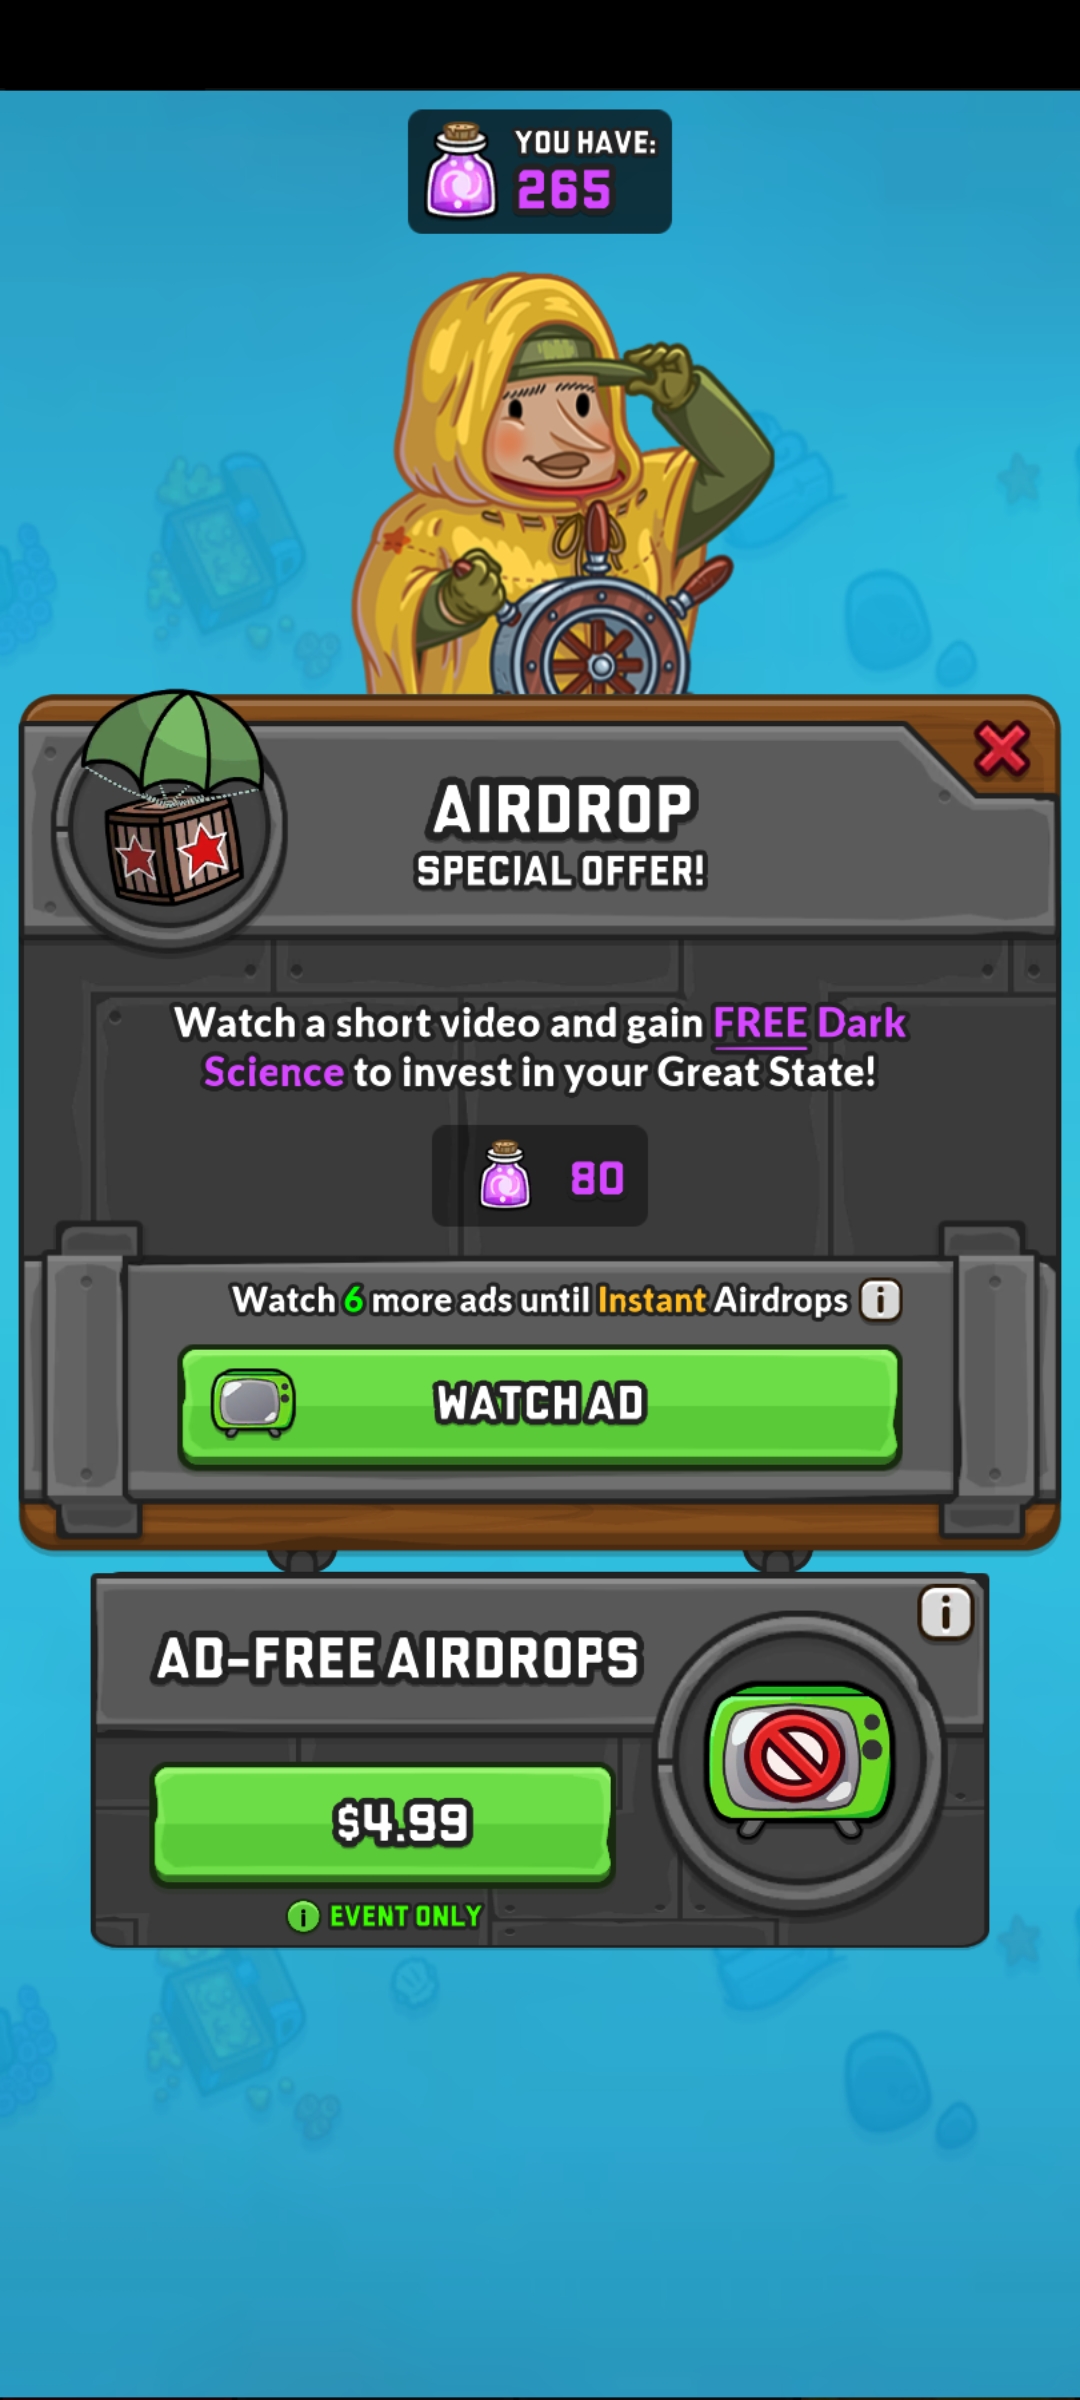 YOU HAVE:
265
AIRDROP
SPECIAL OFFER!
Watch a short video and gain FREE Dark
Science to invest in your Great State!
80
Watch 6 more ads until Instant Airdrops i
WATCH AD
i
AD-FREE AIRDROPS
$4.99
i EVENT ONLY